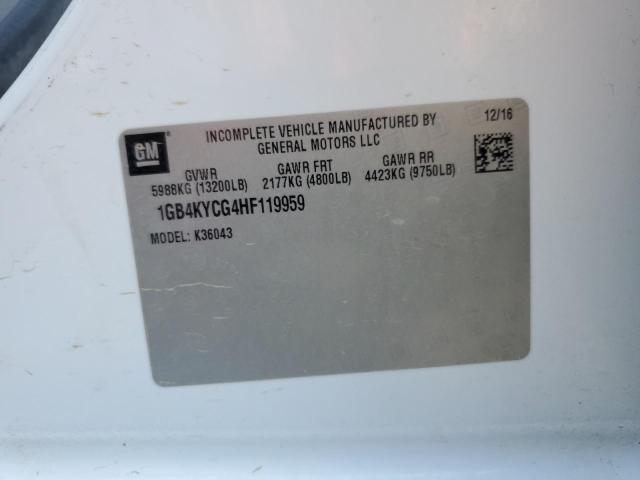 GM
INCOMPLETE VEHICLE MANUFACTURED BY
GENERAL MOTORS LLC
12/16
GVWR GAWR FRT GAWR RR
5988KG (13200LB) 2177KG (4800LB) 4423KG (9750LB)
1GB4KYCG4HF119959
MODEL: K36043